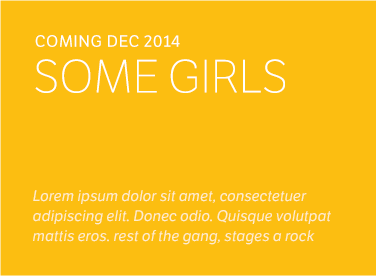 COMING DEC 2014
SOME GIRLS
Lorem ipsum dolor sit amet, consectetuer
adipiscing elit. Donec odio. Quisque volutpat
mattis eros. rest of the gang, stages a rock